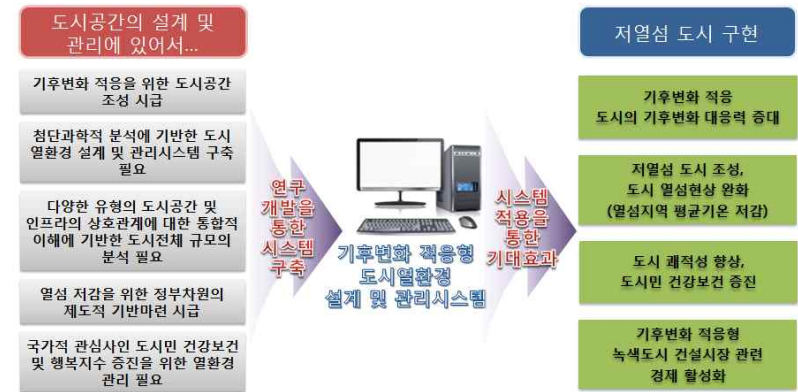 도시공간의 설계 및
관리에 있어서...
기후변화 적응을 위한 도시공간
조성 시급
첨단과학적 분석에 기반한 도시
열환경 설계 및 관리시스템 구축
필요
다양한 유형의 도시공간 및
인프라의 상호관계에 대한 통합적
이해에 기반한 도시전체 규모의
분석 필요
열섬 저감을 위한 정부차원의
제도적 기반마련 시급
국가적 관심사인 도시민 건강보건
및 행복지수 증진을 위한 열환경
관리 필요
연구
개발을
통한
시스템
구축
기후변화 적응형
도시열환경
설계 및 관리시스템
시스템
적용을
통한
기대효과
저열섬 도시 구현
기후변화 적응
도시의 기후변화 대응력 증대
저열섬 도시 조성,
도시 열섬현상 완화
(열섬지역 평균기온 저감)
도시 쾌적성 향상,
도시민 건강보건 증진
기후변화 적응형
녹색도시 건설시장 관련
경제 활성화